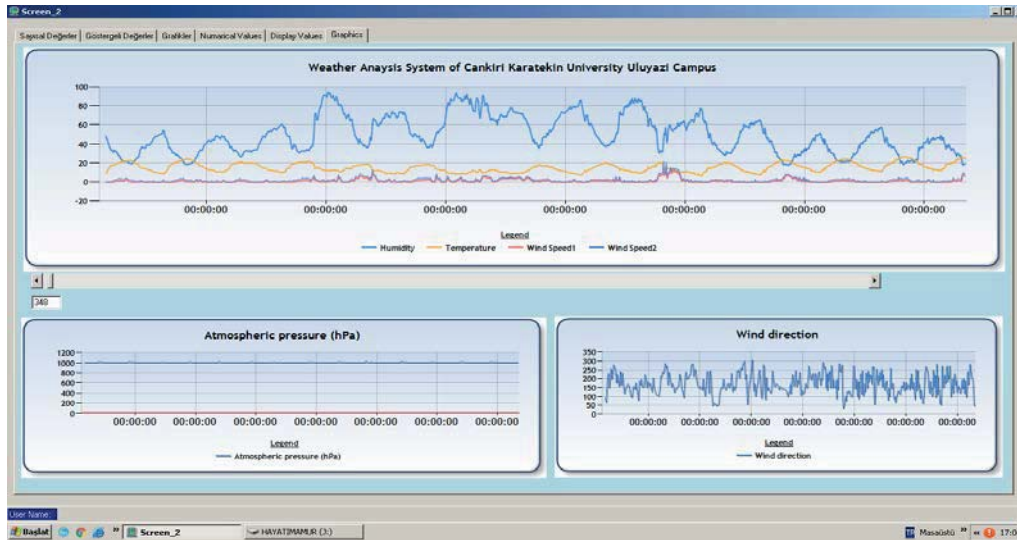 Screen_2
Sayısal Değerler Göstergeli Değerler Grafikler Numarical Values Display Values Graphics
Weather Anaysis System of Cankiri Karatekin University Uluyazi Campus
100
80
60
40
20
0
-20
00:00:00 00:00:00 00:00:00 00:00:00 00:00:00 00:00:00 00:00:00
Legend
Humidity Temperature Wind Speed1 Wind Speed2
348
Atmospheric pressure (hPa)
1200
1000
800
600
400
200
0
00:00:00 00:00:00 00:00:00 00:00:00 00:00:00 00:00:00 00:00:00
Legend
Atmospheric pressure (hPa)
Wind direction
350
300
250
200
150
100
50
0
00:00:00 00:00:00 00:00:00 00:00:00 00:00:00 00:00:00 00:00:00
Legend
Wind direction
User Name:
Başlat Screen_2 HAYATIMAMUR (J:) TR Masaüstü 17:0